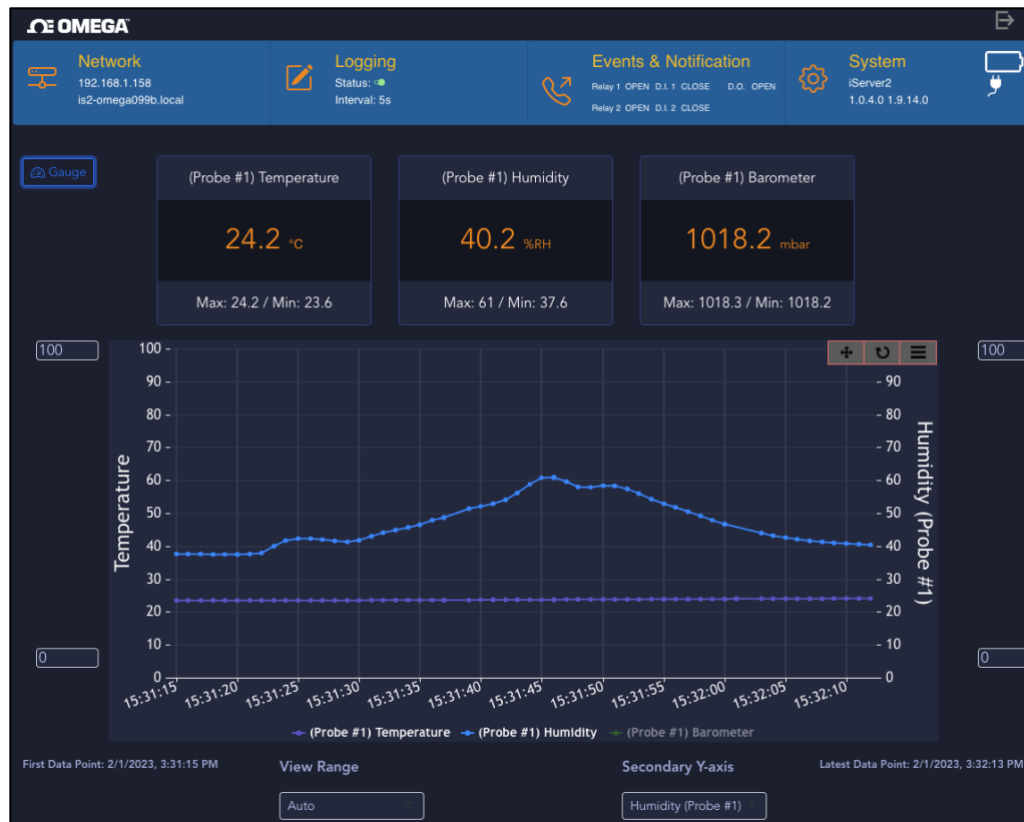 OMEGA
Network
192.168.1.158
is2-omega099b.local
Logging
Status:
Interval: 5s
Events & Notification
Relay 1 OPEN D.I. 1 CLOSE D.O. OPEN
Relay 2 OPEN D.I. 2 CLOSE
System
iServer2
1.0.4.0 1.9.14.0
Gauge
(Probe #1) Temperature
24.2 °C
Max: 24.2 / Min: 23.6
(Probe #1) Humidity
40.2 %RH
Max: 61 / Min: 37.6
(Probe #1) Barometer
1018.2 mbar
Max: 1018.3 / Min: 1018.2
100
0
Temperature
100
90
80
70
60
50
40
30
20
10
0
90
80
70
60
50
40
30
20
10
0
Humidity (Probe #1)
100
0
15:31:15 15:31:20 15:31:25 15:31:30 15:31:35 15:31:40 15:31:45 15:31:50 15:31:55 15:32:00 15:32:05 15:32:10
(Probe #1) Temperature (Probe #1) Humidity (Probe #1) Barometer
First Data Point: 2/1/2023, 3:31:15 PM
View Range
Auto
Secondary Y-axis
Humidity (Probe #1)
Latest Data Point: 2/1/2023, 3:32:13 PM